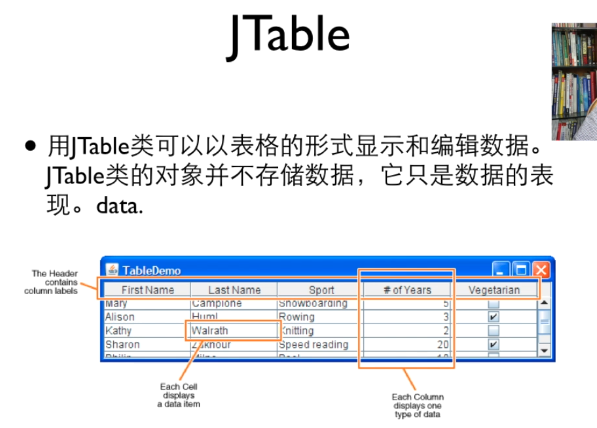 JTable
• 用JTable类可以以表格的形式显示和编辑数据。
JTable类的对象并不存储数据，它只是数据的表
现。data.
The Header
contains
column labels
TableDemo
First Name Last Name Sport # of Years Vegetarian
Mary Campione Snowboarding 5
Alison Huml Rowing 3
Kathy Walrath Knitting 2
Sharon Zakhour Speed reading 20
Philip Milne Pool 10
Each Cell
displays
a data item
Each Column
displays one
type of data